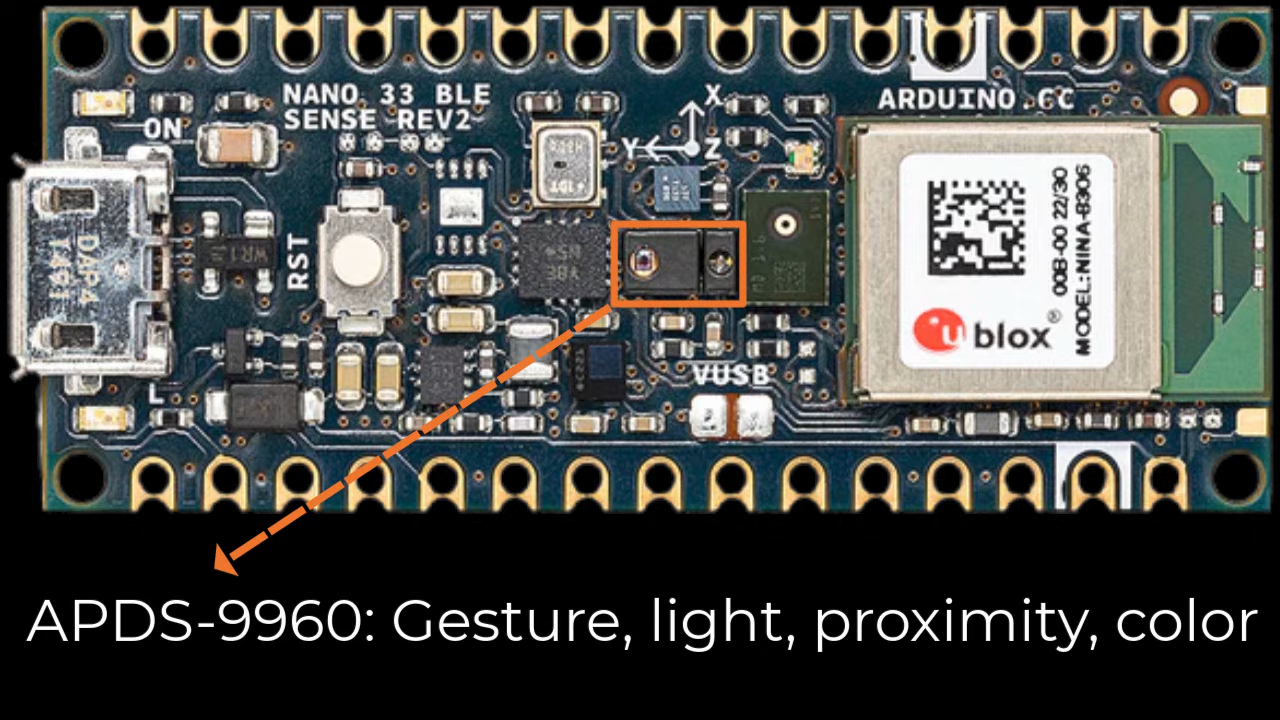 NANO 33 BLE
SENSE REV2
ON
X
Y
Z
ARDUINO.CC
RST
00B-00 22/30
MODEL:NINA-B306
u blox®
VUSB
L
APDS-9960: Gesture, light, proximity, color